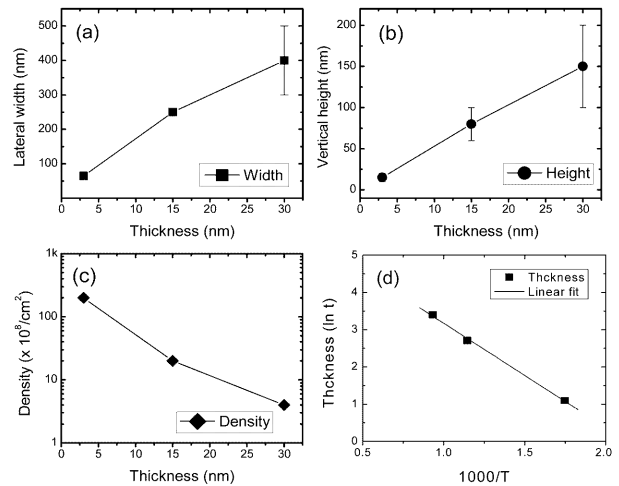 (a)
500
400
300
200
100
Lateral width (nm)
Width
0 5 10 15 20 25 30
Thickness (nm)
(b)
200
150
100
50
0
Vertical height (nm)
Height
0 5 10 15 20 25 30
Thickness (nm)
(c)
1k
100
10
1
Density (x 10⁸/cm²)
Density
0 5 10 15 20 25 30
Thickness (nm)
(d)
5
4
3
2
1
0
Thckness (ln t)
Thckness
Linear fit
0.5 1.0 1.5 2.0
1000/T